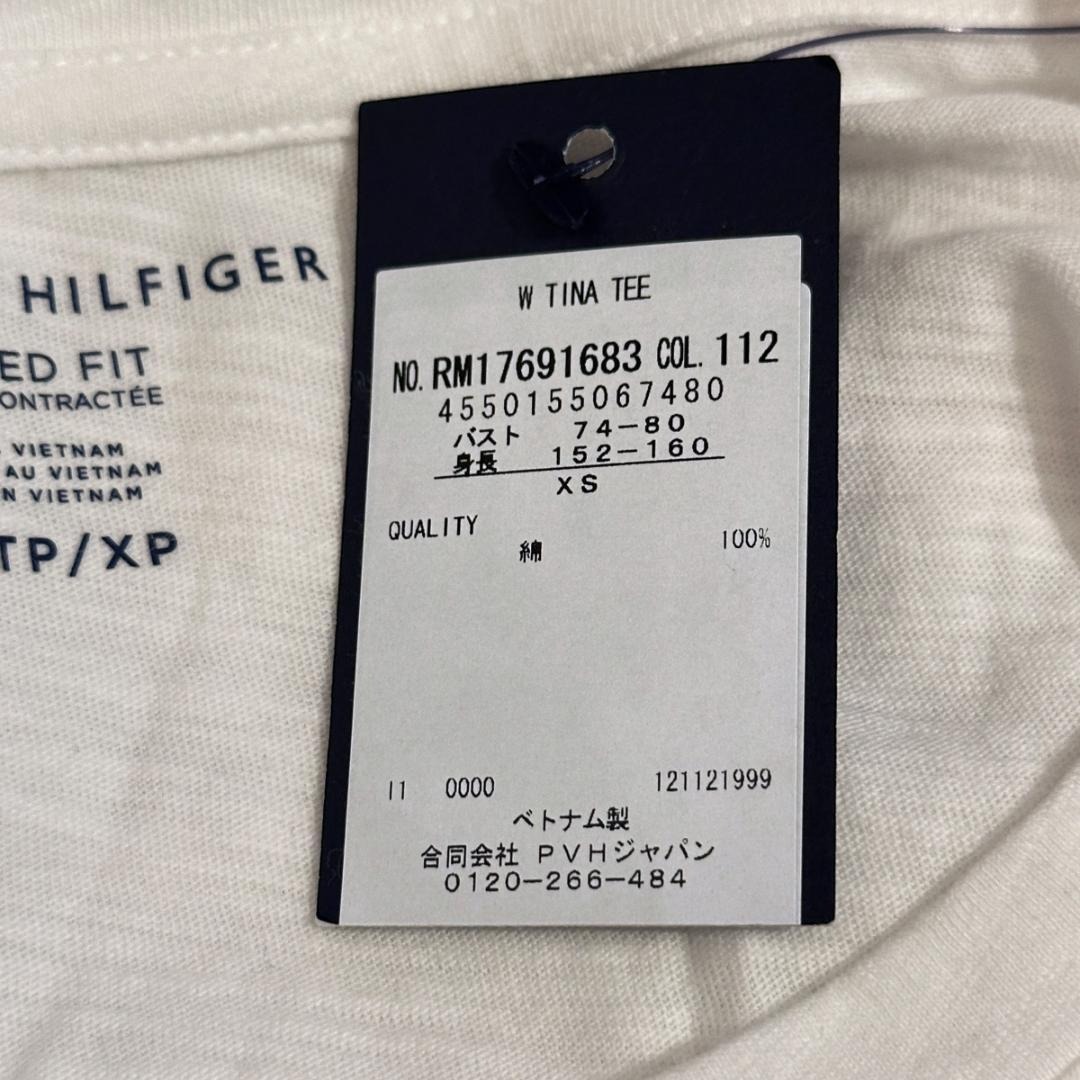 HILFIGER
ED FIT
ONTRACTÉE
VIETNAM
AU VIETNAM
N VIETNAM
TP/XP
W TINA TEE
NO. RM17691683 COL. 112
4550155067480
バスト 74-80
身長 152-160
XS
QUALITY
綿 100%
11 0000 121121999
ベトナム製
合同会社 PVHジャパン
0120-266-484